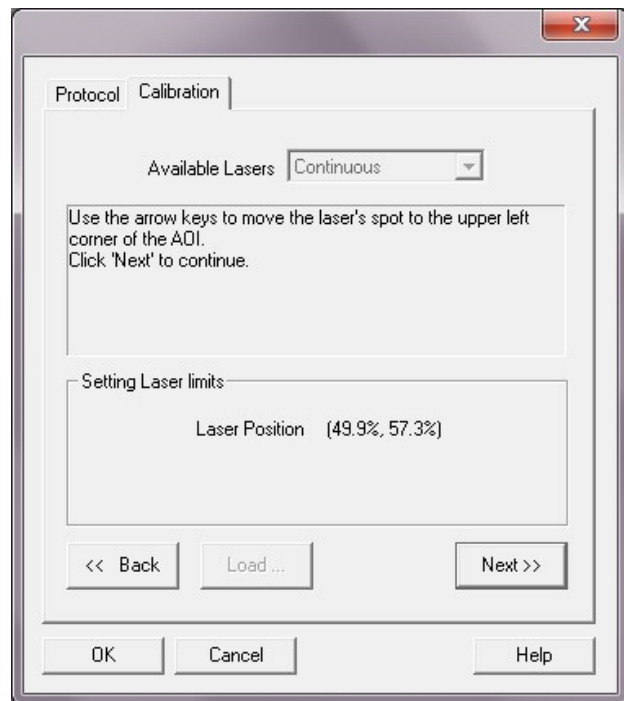 Protocol
Calibration
Available Lasers
Continuous
Use the arrow keys to move the laser's spot to the upper left
corner of the AOI.
Click 'Next' to continue.
Setting Laser limits
Laser Position (49.9%, 57.3%)
<< Back
Load ...
Next >>
OK
Cancel
Help